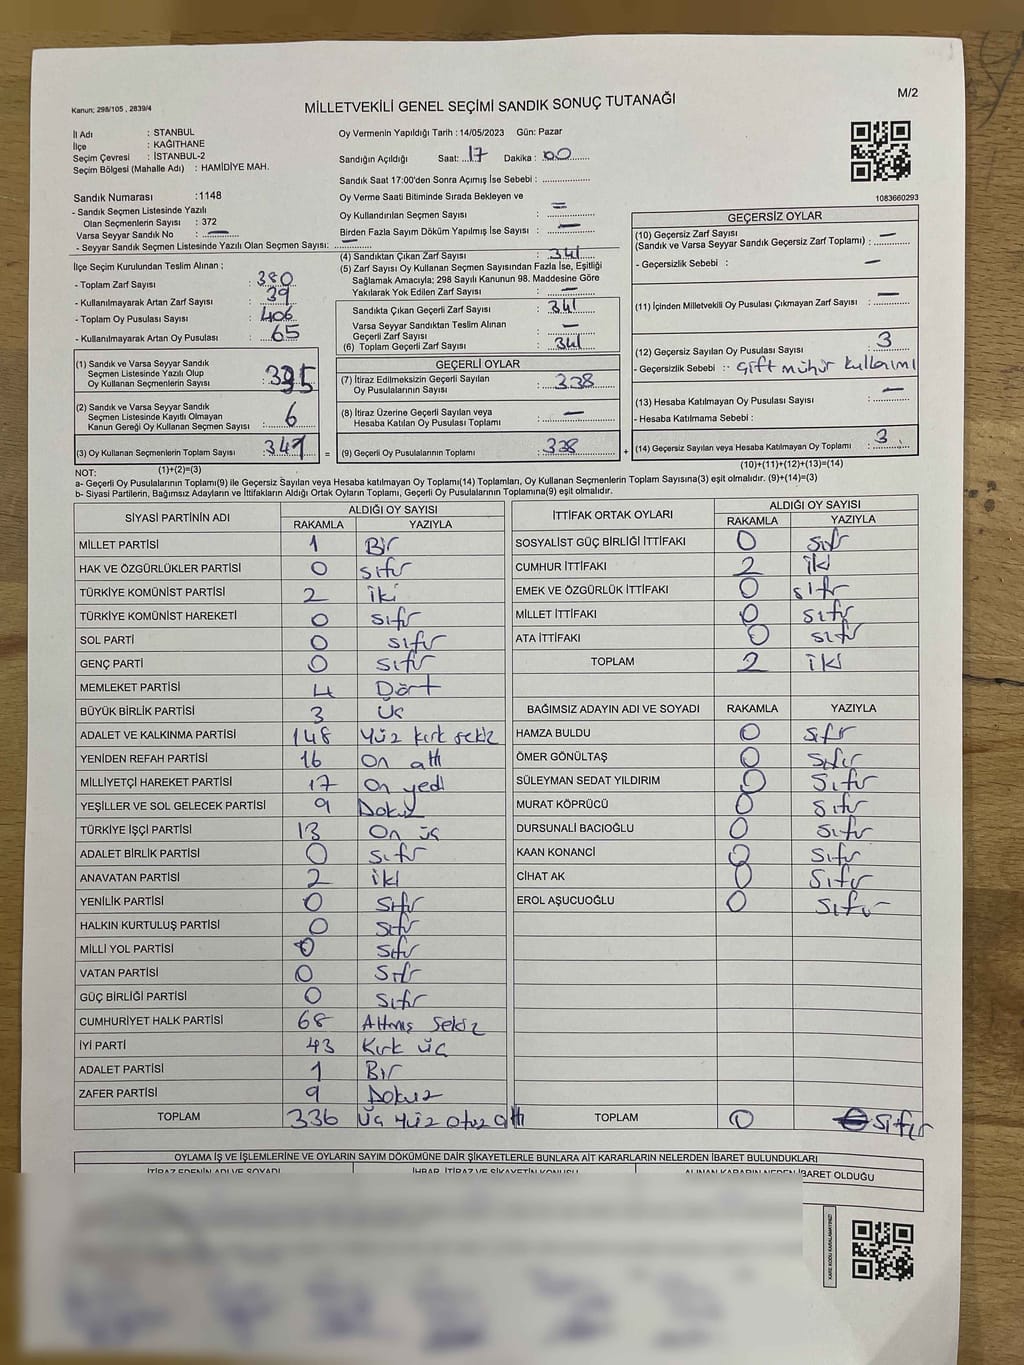 Kanun; 298/105 , 2839/4
MİLLETVEKİLİ GENEL SEÇİMİ SANDIK SONUÇ TUTANAĞI
M/2
İl Adı : STANBUL
İlçe : KAĞITHANE
Seçim Çevresi : İSTANBUL-2
Seçim Bölgesi (Mahalle Adı) : HAMİDİYE MAH.
Sandık Numarası :1148
- Sandık Seçmen Listesinde Yazılı
Olan Seçmenlerin Sayısı : 372
Varsa Seyyar Sandık No : —
- Seyyar Sandık Seçmen Listesinde Yazılı Olan Seçmen Sayısı: —
Oy Vermenin Yapıldığı Tarih : 14/05/2023 Gün: Pazar
Sandığın Açıldığı Saat: 17 Dakika : 00
Sandık Saat 17:00'den Sonra Açımış İse Sebebi :
Oy Verme Saati Bitiminde Sırada Bekleyen ve
Oy Kullandırılan Seçmen Sayısı : =
Birden Fazla Sayım Döküm Yapılmış İse Sayısı : —
1083660293
İlçe Seçim Kurulundan Teslim Alınan :
- Toplam Zarf Sayısı : 380
- Kullanılmayarak Artan Zarf Sayısı : 39
- Toplam Oy Pusulası Sayısı : 406
- Kullanılmayarak Artan Oy Pusulası : 65
(4) Sandıktan Çıkan Zarf Sayısı : 341
(5) Zarf Sayısı Oy Kullanan Seçmen Sayısından Fazla İse, Eşitliği
Sağlamak Amacıyla; 298 Sayılı Kanunun 98. Maddesine Göre
Yakılarak Yok Edilen Zarf Sayısı : —
Sandıkta Çıkan Geçerli Zarf Sayısı : 341
Varsa Seyyar Sandıktan Teslim Alınan
Geçerli Zarf Sayısı : —
(6) Toplam Geçerli Zarf Sayısı : 341
GEÇERSİZ OYLAR
(10) Geçersiz Zarf Sayısı
(Sandık ve Varsa Seyyar Sandık Geçersiz Zarf Toplamı) : —
- Geçersizlik Sebebi : —
(11) İçinden Milletvekili Oy Pusulası Çıkmayan Zarf Sayısı : —
(12) Geçersiz Sayılan Oy Pusulası Sayısı : 3
- Geçersizlik Sebebi : Çift mühür kullanımı
(13) Hesaba Katılmayan Oy Pusulası Sayısı : —
- Hesaba Katılmama Sebebi :
(14) Geçersiz Sayılan veya Hesaba Katılmayan Oy Toplamı : 3
(10)+(11)+(12)+(13)=(14)
(1) Sandık ve Varsa Seyyar Sandık
Seçmen Listesinde Yazılı Olup
Oy Kullanan Seçmenlerin Sayısı : 335
(2) Sandık ve Varsa Seyyar Sandık
Seçmen Listesinde Kayıtlı Olmayan
Kanun Gereği Oy Kullanan Seçmen Sayısı : 6
(3) Oy Kullanan Seçmenlerin Toplam Sayısı : 341
(1)+(2)=(3)
GEÇERLİ OYLAR
(7) İtiraz Edilmeksizin Geçerli Sayılan
Oy Pusulasının Sayısı : 338
(8) İtiraz Üzerine Geçerli Sayılan veya
Hesaba Katılan Oy Pusulası Toplamı : —
= (9) Geçerli Oy Pusulalarının Toplamı : 338 +
NOT:
a- Geçerli Oy Pusulalarının Toplamı(9) ile Geçersiz Sayılan veya Hesaba katılmayan Oy Toplamı(14) Toplamları, Oy Kullanan Seçmenlerin Toplam Sayısına(3) eşit olmalıdır. (9)+(14)=(3)
b- Siyasi Partilerin, Bağımsız Adayların ve İttifakların Aldığı Ortak Oyların Toplamı, Geçerli Oy Pusulalarının Toplamına(9) eşit olmalıdır.
SİYASİ PARTİNİN ADI ALDIĞI OY SAYISI
RAKAMLA YAZIYLA
MİLLET PARTİSİ 1 Bir
HAK VE ÖZGÜRLÜKLER PARTİSİ 0 sıfır
TÜRKİYE KOMÜNİST PARTİSİ 2 iki
TÜRKİYE KOMÜNİST HAREKETİ 0 sıfır
SOL PARTİ 0 sıfır
GENÇ PARTİ 0 sıfır
MEMLEKET PARTİSİ 4 Dört
BÜYÜK BİRLİK PARTİSİ 3 Üç
ADALET VE KALKINMA PARTİSİ 148 Yüz kırk sekiz
YENİDEN REFAH PARTİSİ 16 On altı
MİLLİYETÇİ HAREKET PARTİSİ 17 On yedi
YEŞİLLER VE SOL GELECEK PARTİSİ 9 Dokuz
TÜRKİYE İŞÇİ PARTİSİ 13 On üç
ADALET BİRLİK PARTİSİ 0 sıfır
ANAVATAN PARTİSİ 2 iki
YENİLİK PARTİSİ 0 sıfır
HALKIN KURTULUŞ PARTİSİ 0 sıfır
MİLLİ YOL PARTİSİ 0 sıfır
VATAN PARTİSİ 0 sıfır
GÜÇ BİRLİĞİ PARTİSİ 0 sıfır
CUMHURİYET HALK PARTİSİ 68 Altmış sekiz
İYİ PARTİ 43 Kırk üç
ADALET PARTİSİ 1 Bir
ZAFER PARTİSİ 9 Dokuz
TOPLAM 336 Üç Yüz otuz altı
İTTİFAK ORTAK OYLARI ALDIĞI OY SAYISI
RAKAMLA YAZIYLA
SOSYALİST GÜÇ BİRLİĞİ İTTİFAKI 0 sıfır
CUMHUR İTTİFAKI 2 iki
EMEK VE ÖZGÜRLÜK İTTİFAKI 0 sıfır
MİLLET İTTİFAKI 0 sıfır
ATA İTTİFAKI 0 sıfır
TOPLAM 2 iki
BAĞIMSIZ ADAYIN ADI VE SOYADI RAKAMLA YAZIYLA
HAMZA BULDU 0 sıfır
ÖMER GÖNÜLTAŞ 0 sıfır
SÜLEYMAN SEDAT YILDIRIM 0 sıfır
MURAT KÖPRÜCÜ 0 sıfır
DURSUNALİ BACIOĞLU 0 sıfır
KAAN KONANCİ 0 sıfır
CİHAT AK 0 sıfır
EROL AŞUCUOĞLU 0 sıfır
TOPLAM 0 sıfır
OYLAMA İŞ VE İŞLEMLERİNE VE OYLARIN SAYIM DÖKÜMÜNE DAİR ŞİKAYETLERLE BUNLARA AİT KARARLARIN NELERDEN İBARET BULUNDUKLARI
İTİRAZ EDENİN ADI VE SOYADI İHBAR, İTİRAZ VE ŞİKAYETİN KONUSU ALINAN KARARIN NEDEN İBARET OLDUĞU
KARE KODU KARALAMAYINIZ!